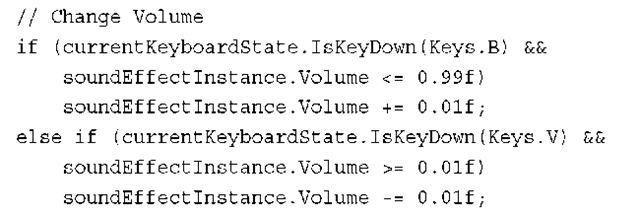 // Change Volume
if (currentKeyboardState.IsKeyDown(Keys.B) &&
soundEffectInstance.Volume <= 0.99f)
soundEffectInstance.Volume += 0.01f;
else if (currentKeyboardState.IsKeyDown(Keys.V) &&
soundEffectInstance.Volume >= 0.01f)
soundEffectInstance.Volume -= 0.01f;